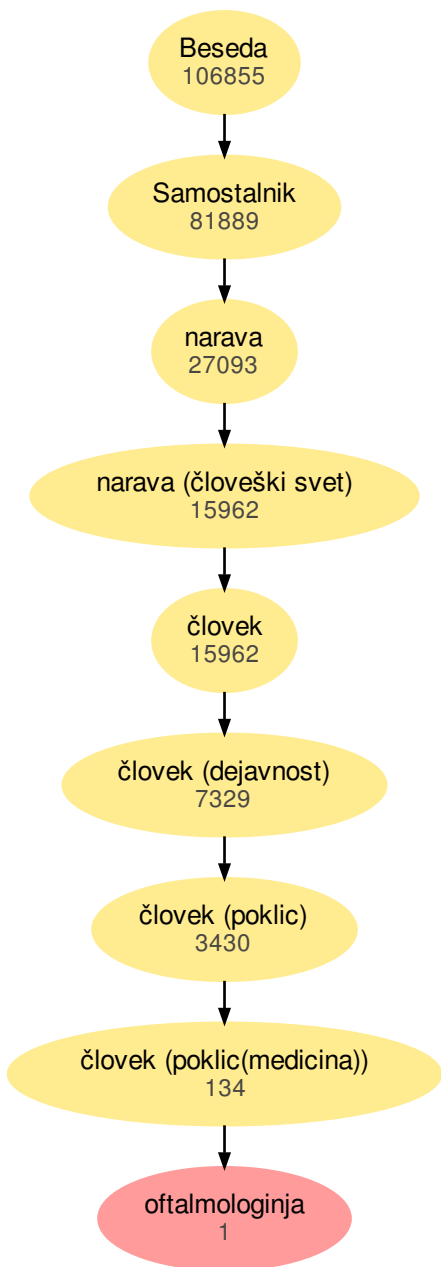 Beseda
106855
Samostalnik
81889
narava
27093
narava (človeški svet)
15962
človek
15962
človek (dejavnost)
7329
človek (poklic)
3430
človek (poklic(medicina))
134
oftalmologinja
1